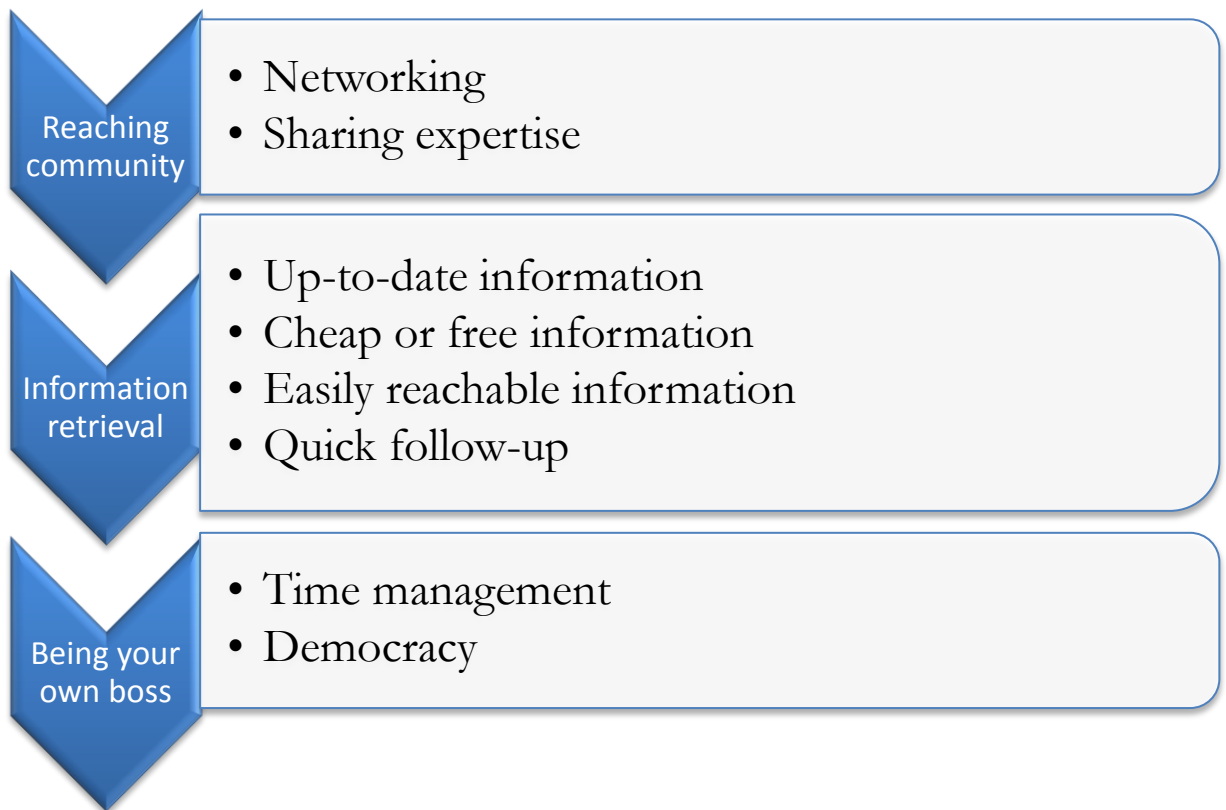 Reaching
community
• Networking
• Sharing expertise
Information
retrieval
• Up-to-date information
• Cheap or free information
• Easily reachable information
• Quick follow-up
Being your
own boss
• Time management
• Democracy